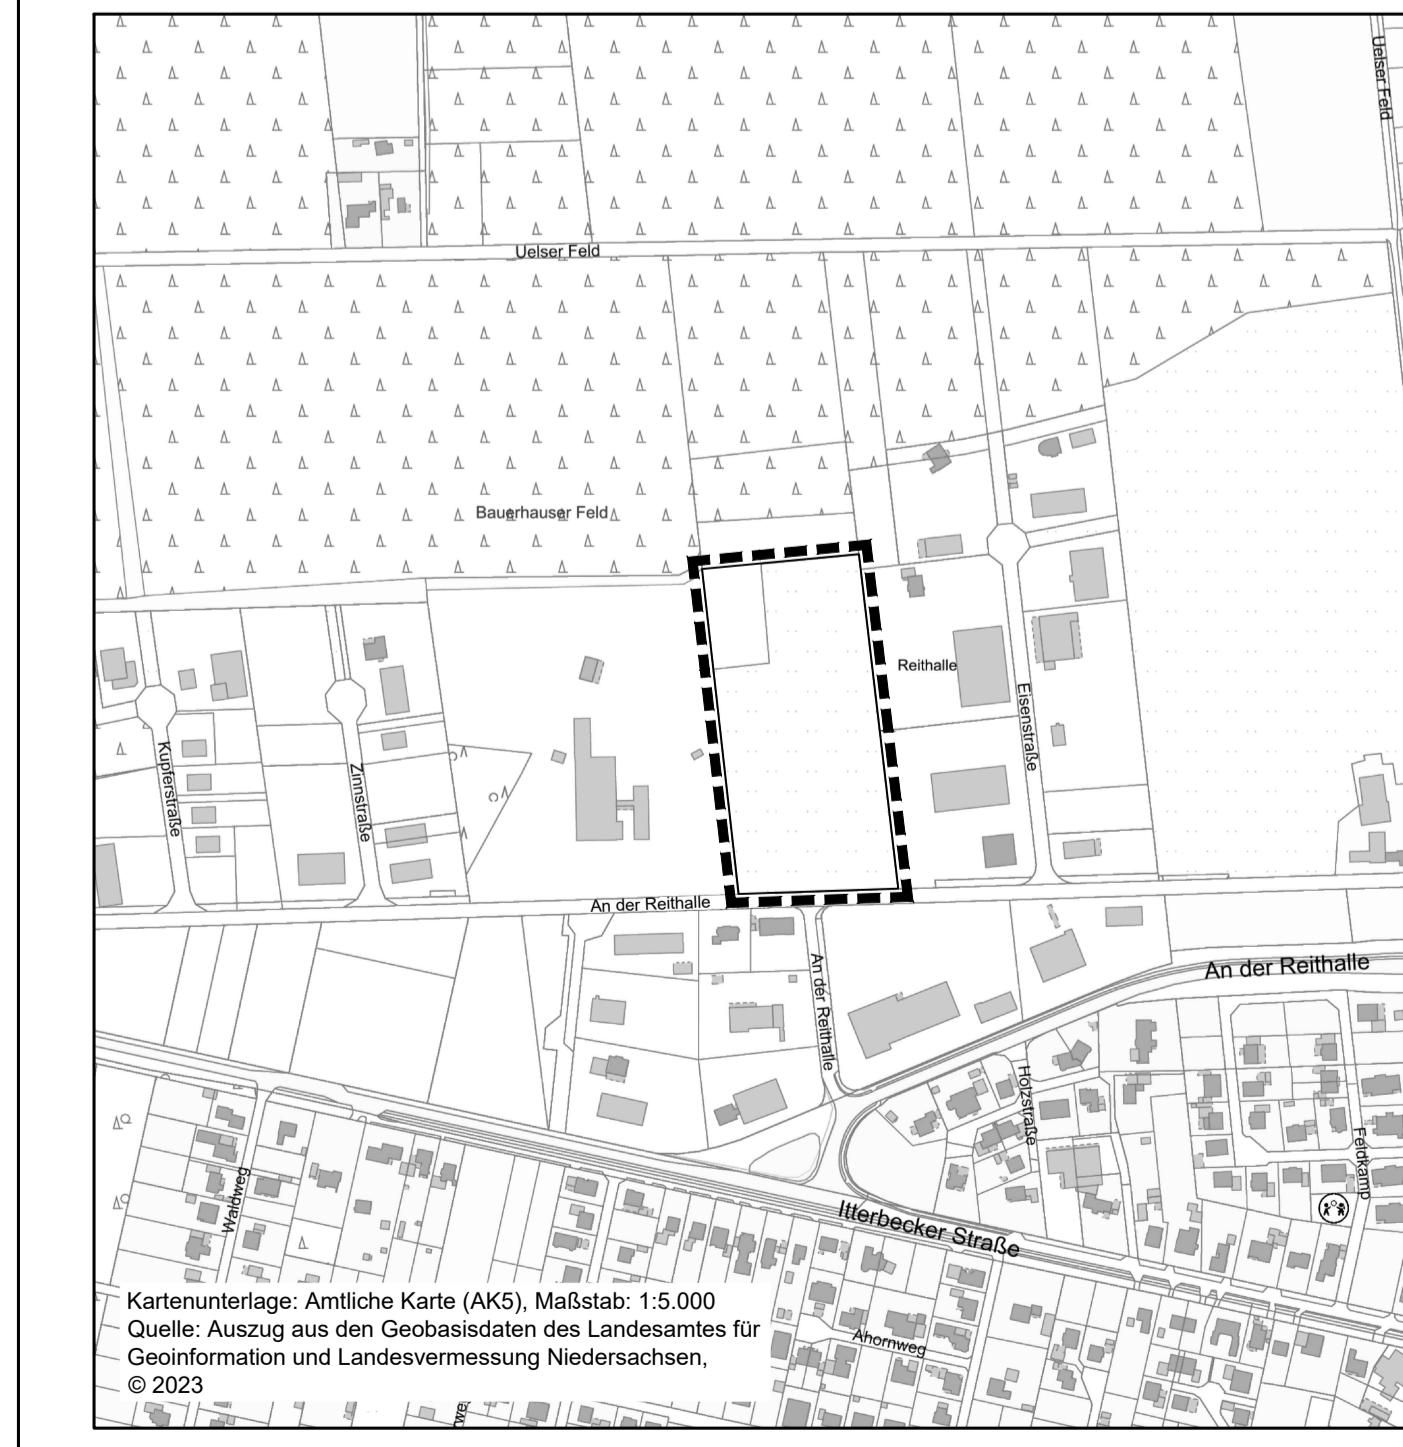 Uelser Feld
Uelser Feld
Bauerhauser Feld
Reithalle
Eisenstraße
Kupferstraße
Zinnstraße
An der Reithalle
An der Reithalle
An der Reithalle
Holzstraße
Feldkamp
Waldweg
Itterbecker Straße
Ahornweg
Kartenunterlage: Amtliche Karte (AK5), Maßstab: 1:5.000
Quelle: Auszug aus den Geobasisdaten des Landesamtes für
Geoinformation und Landesvermessung Niedersachsen,
© 2023